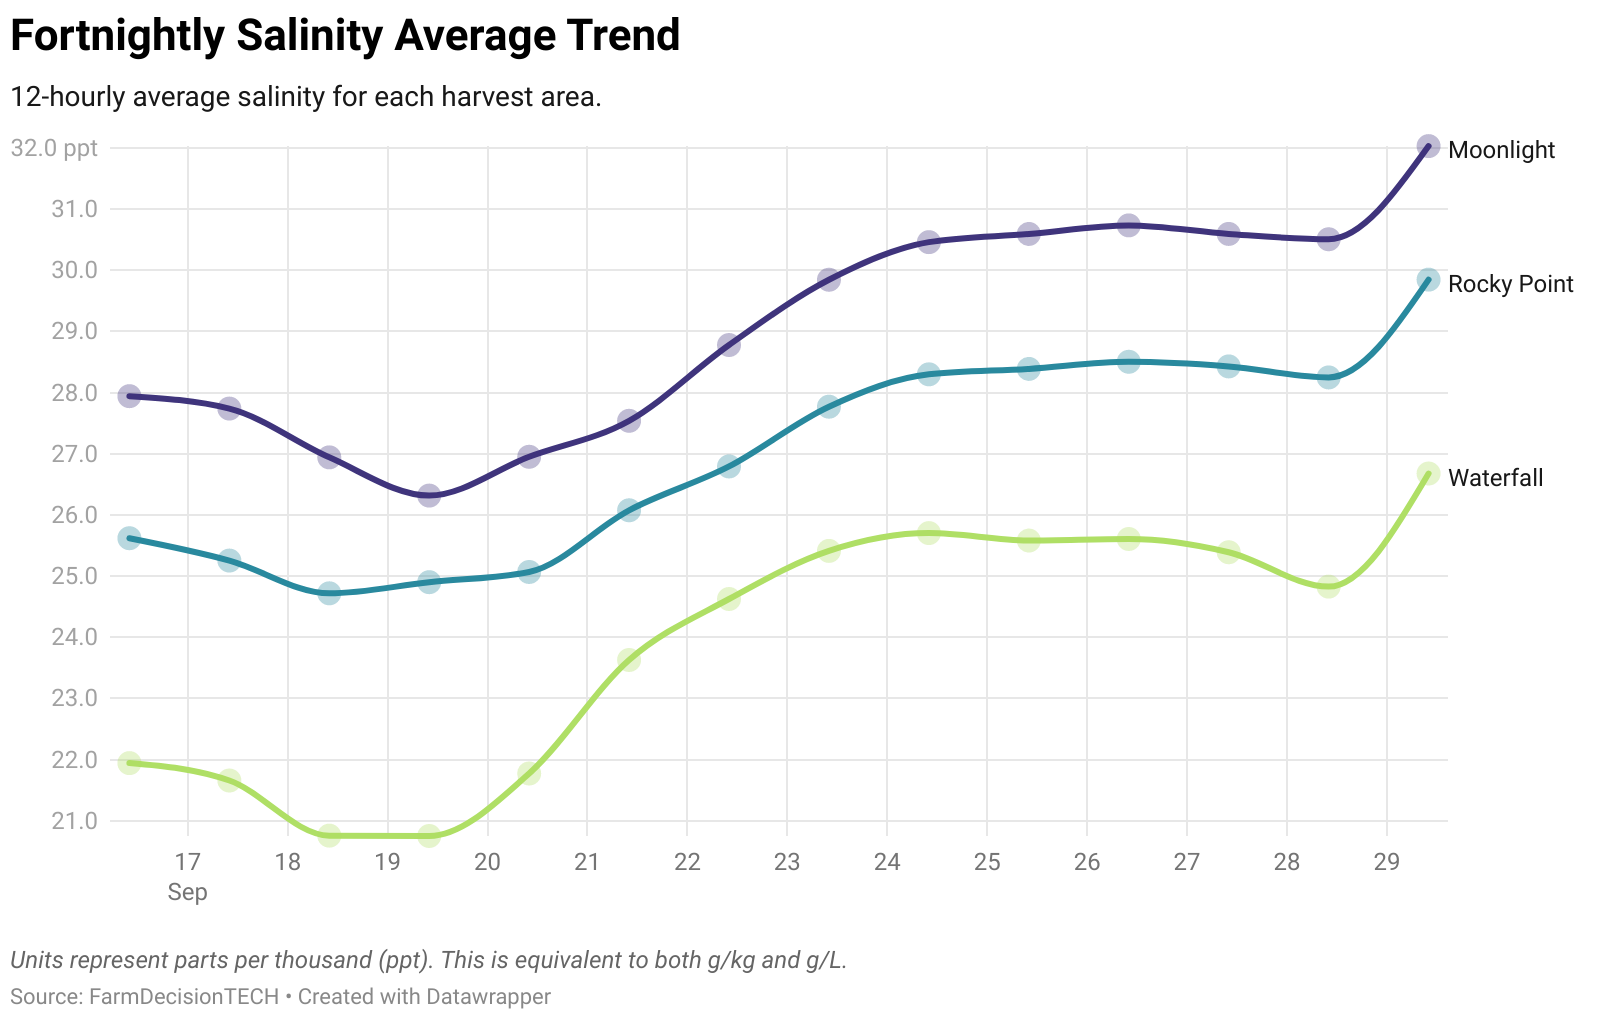 Fortnightly Salinity Average Trend
12-hourly average salinity for each harvest area.
32.0 ppt
31.0
30.0
29.0
28.0
27.0
26.0
25.0
24.0
23.0
22.0
21.0
Moonlight
Rocky Point
Waterfall
17 18 19 20 21 22 23 24 25 26 27 28 29
Sep
Units represent parts per thousand (ppt). This is equivalent to both g/kg and g/L.
Source: FarmDecisionTECH • Created with Datawrapper